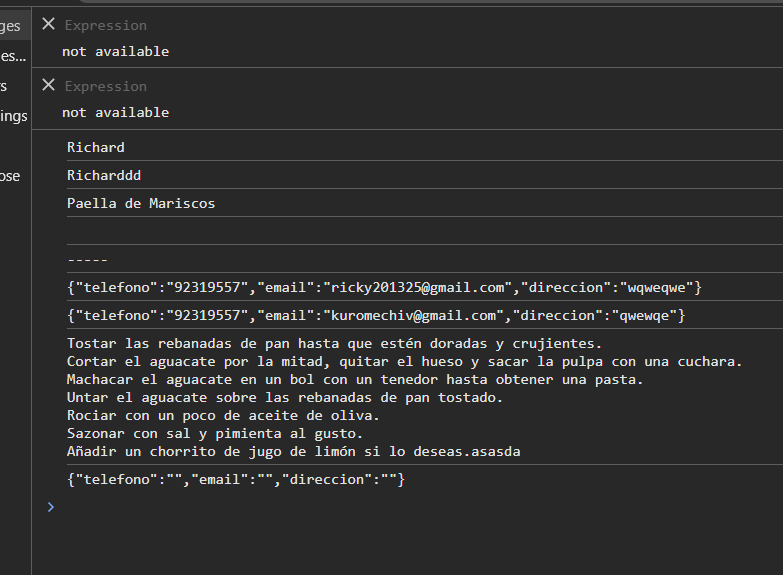 ges
Expression
not available
es...
s
Expression
not available
ings
Richard
ose
Richarddd
Paella de Mariscos
-----
{"telefono":"92319557","email":"ricky201325@gmail.com","direccion":"wqweqwe"}
{"telefono":"92319557","email":"kuromechiv@gmail.com","direccion":"qwewqe"}
Tostar las rebanadas de pan hasta que estén doradas y crujientes.
Cortar el aguacate por la mitad, quitar el hueso y sacar la pulpa con una cuchara.
Machacar el aguacate en un bol con un tenedor hasta obtener una pasta.
Untar el aguacate sobre las rebanadas de pan tostado.
Rociar con un poco de aceite de oliva.
Sazonar con sal y pimienta al gusto.
Añadir un chorrito de jugo de limón si lo deseas.asasda
{"telefono":"","email":"","direccion":""}